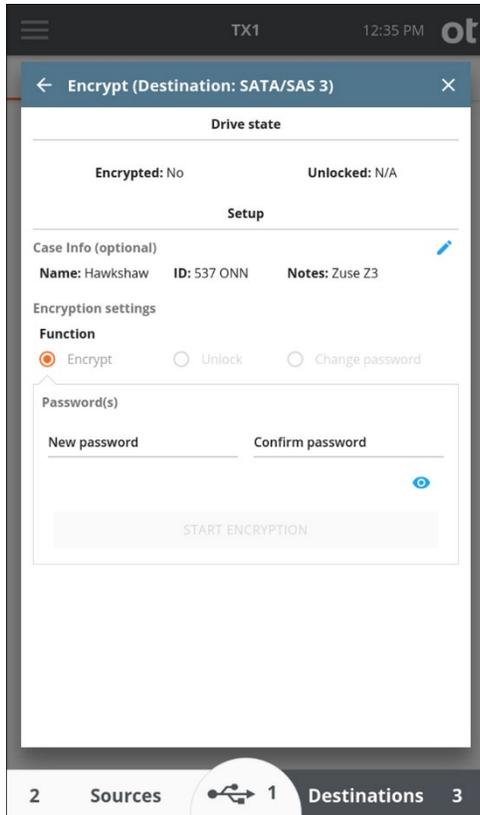 TX1 12:35 PM ot
Encrypt (Destination: SATA/SAS 3)
Drive state
Encrypted: No Unlocked: N/A
Setup
Case Info (optional)
Name: Hawkshaw ID: 537 ONN Notes: Zuse Z3
Encryption settings
Function
Encrypt Unlock Change password
Password(s)
New password Confirm password
START ENCRYPTION
2 Sources 1 Destinations 3